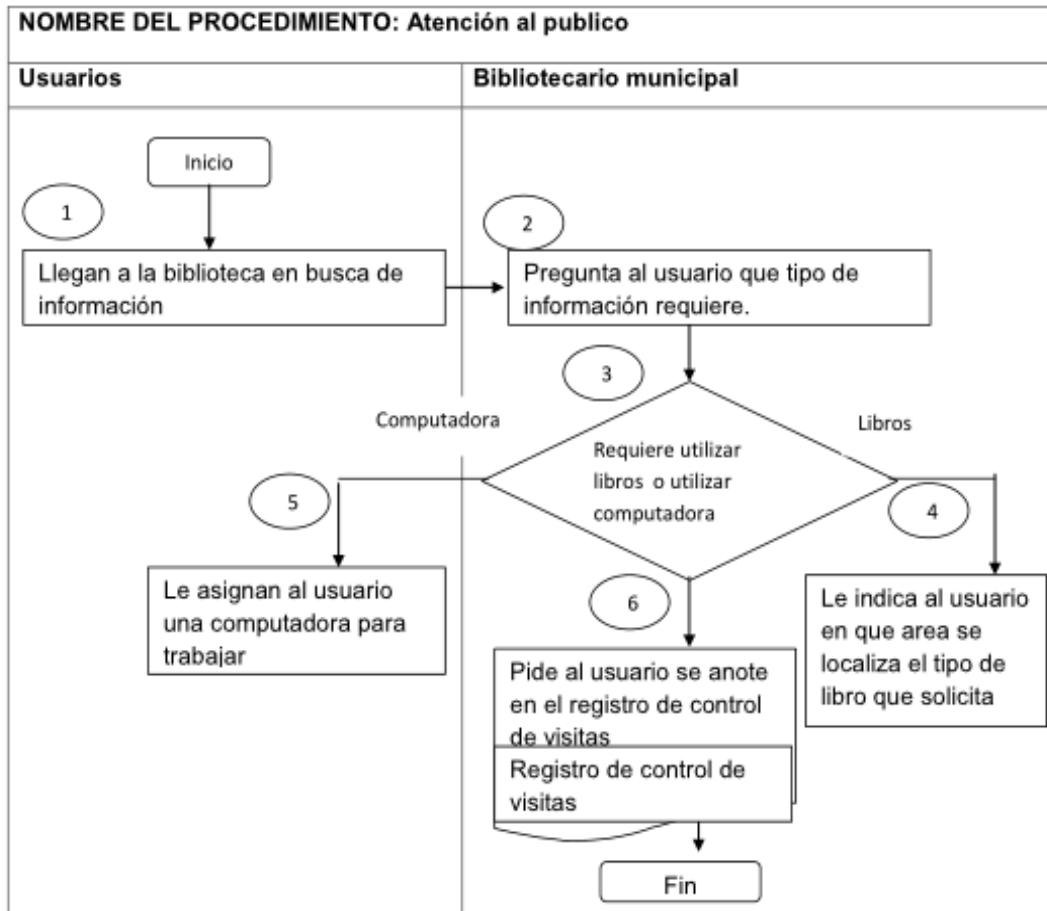 NOMBRE DEL PROCEDIMIENTO: Atención al publico
Usuarios
Bibliotecario municipal
Inicio
1
2
Llegan a la biblioteca en busca de
información
Pregunta al usuario que tipo de
información requiere.
3
Computadora
Libros
Requiere utilizar
libros o utilizar
computadora
5
4
Le asignan al usuario
una computadora para
trabajar
6
Le indica al usuario
en que area se
localiza el tipo de
libro que solicita
Pide al usuario se anote
en el registro de control
de visitas
Registro de control de
visitas
Fin